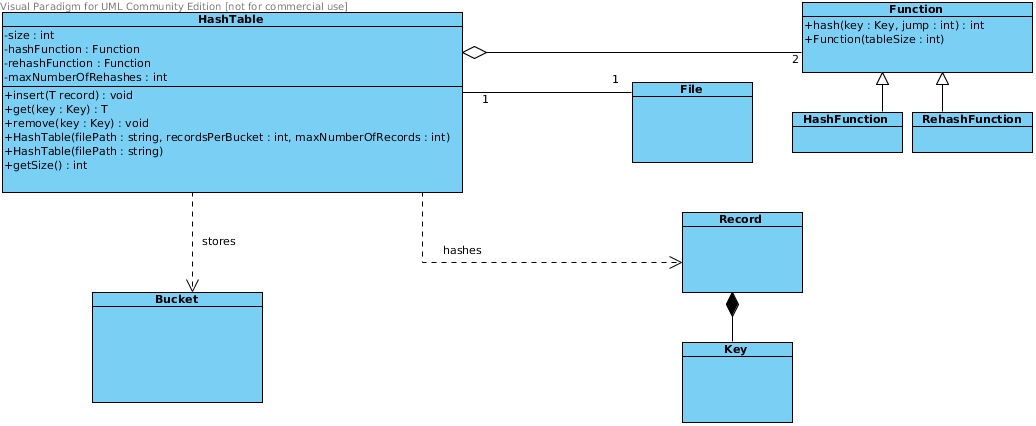 Visual Paradigm for UML Community Edition [not for commercial use]
HashTable
-size : int
-hashFunction : Function
-rehashFunction : Function
-maxNumberOfRehashes : int
+insert(T record) : void
+get(key : Key) : T
+remove(key : Key) : void
+HashTable(filePath : string, recordsPerBucket : int, maxNumberOfRecords : int)
+HashTable(filePath : string)
+getSize() : int
Function
+hash(key : Key, jump : int) : int
+Function(tableSize : int)
2
1
1
File
HashFunction
RehashFunction
stores
hashes
Record
Bucket
Key